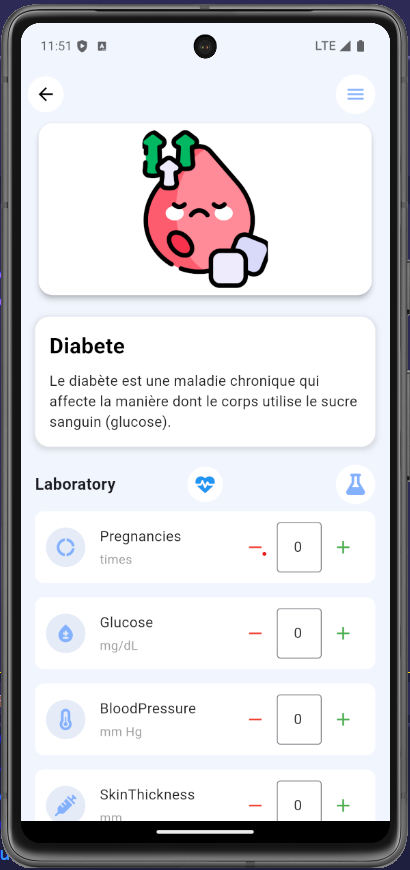 11:51
LTE
Diabete
Le diabète est une maladie chronique qui
affecte la manière dont le corps utilise le sucre
sanguin (glucose).
Laboratory
Pregnancies
times
0
Glucose
mg/dL
0
BloodPressure
mm Hg
0
SkinThickness
mm
0